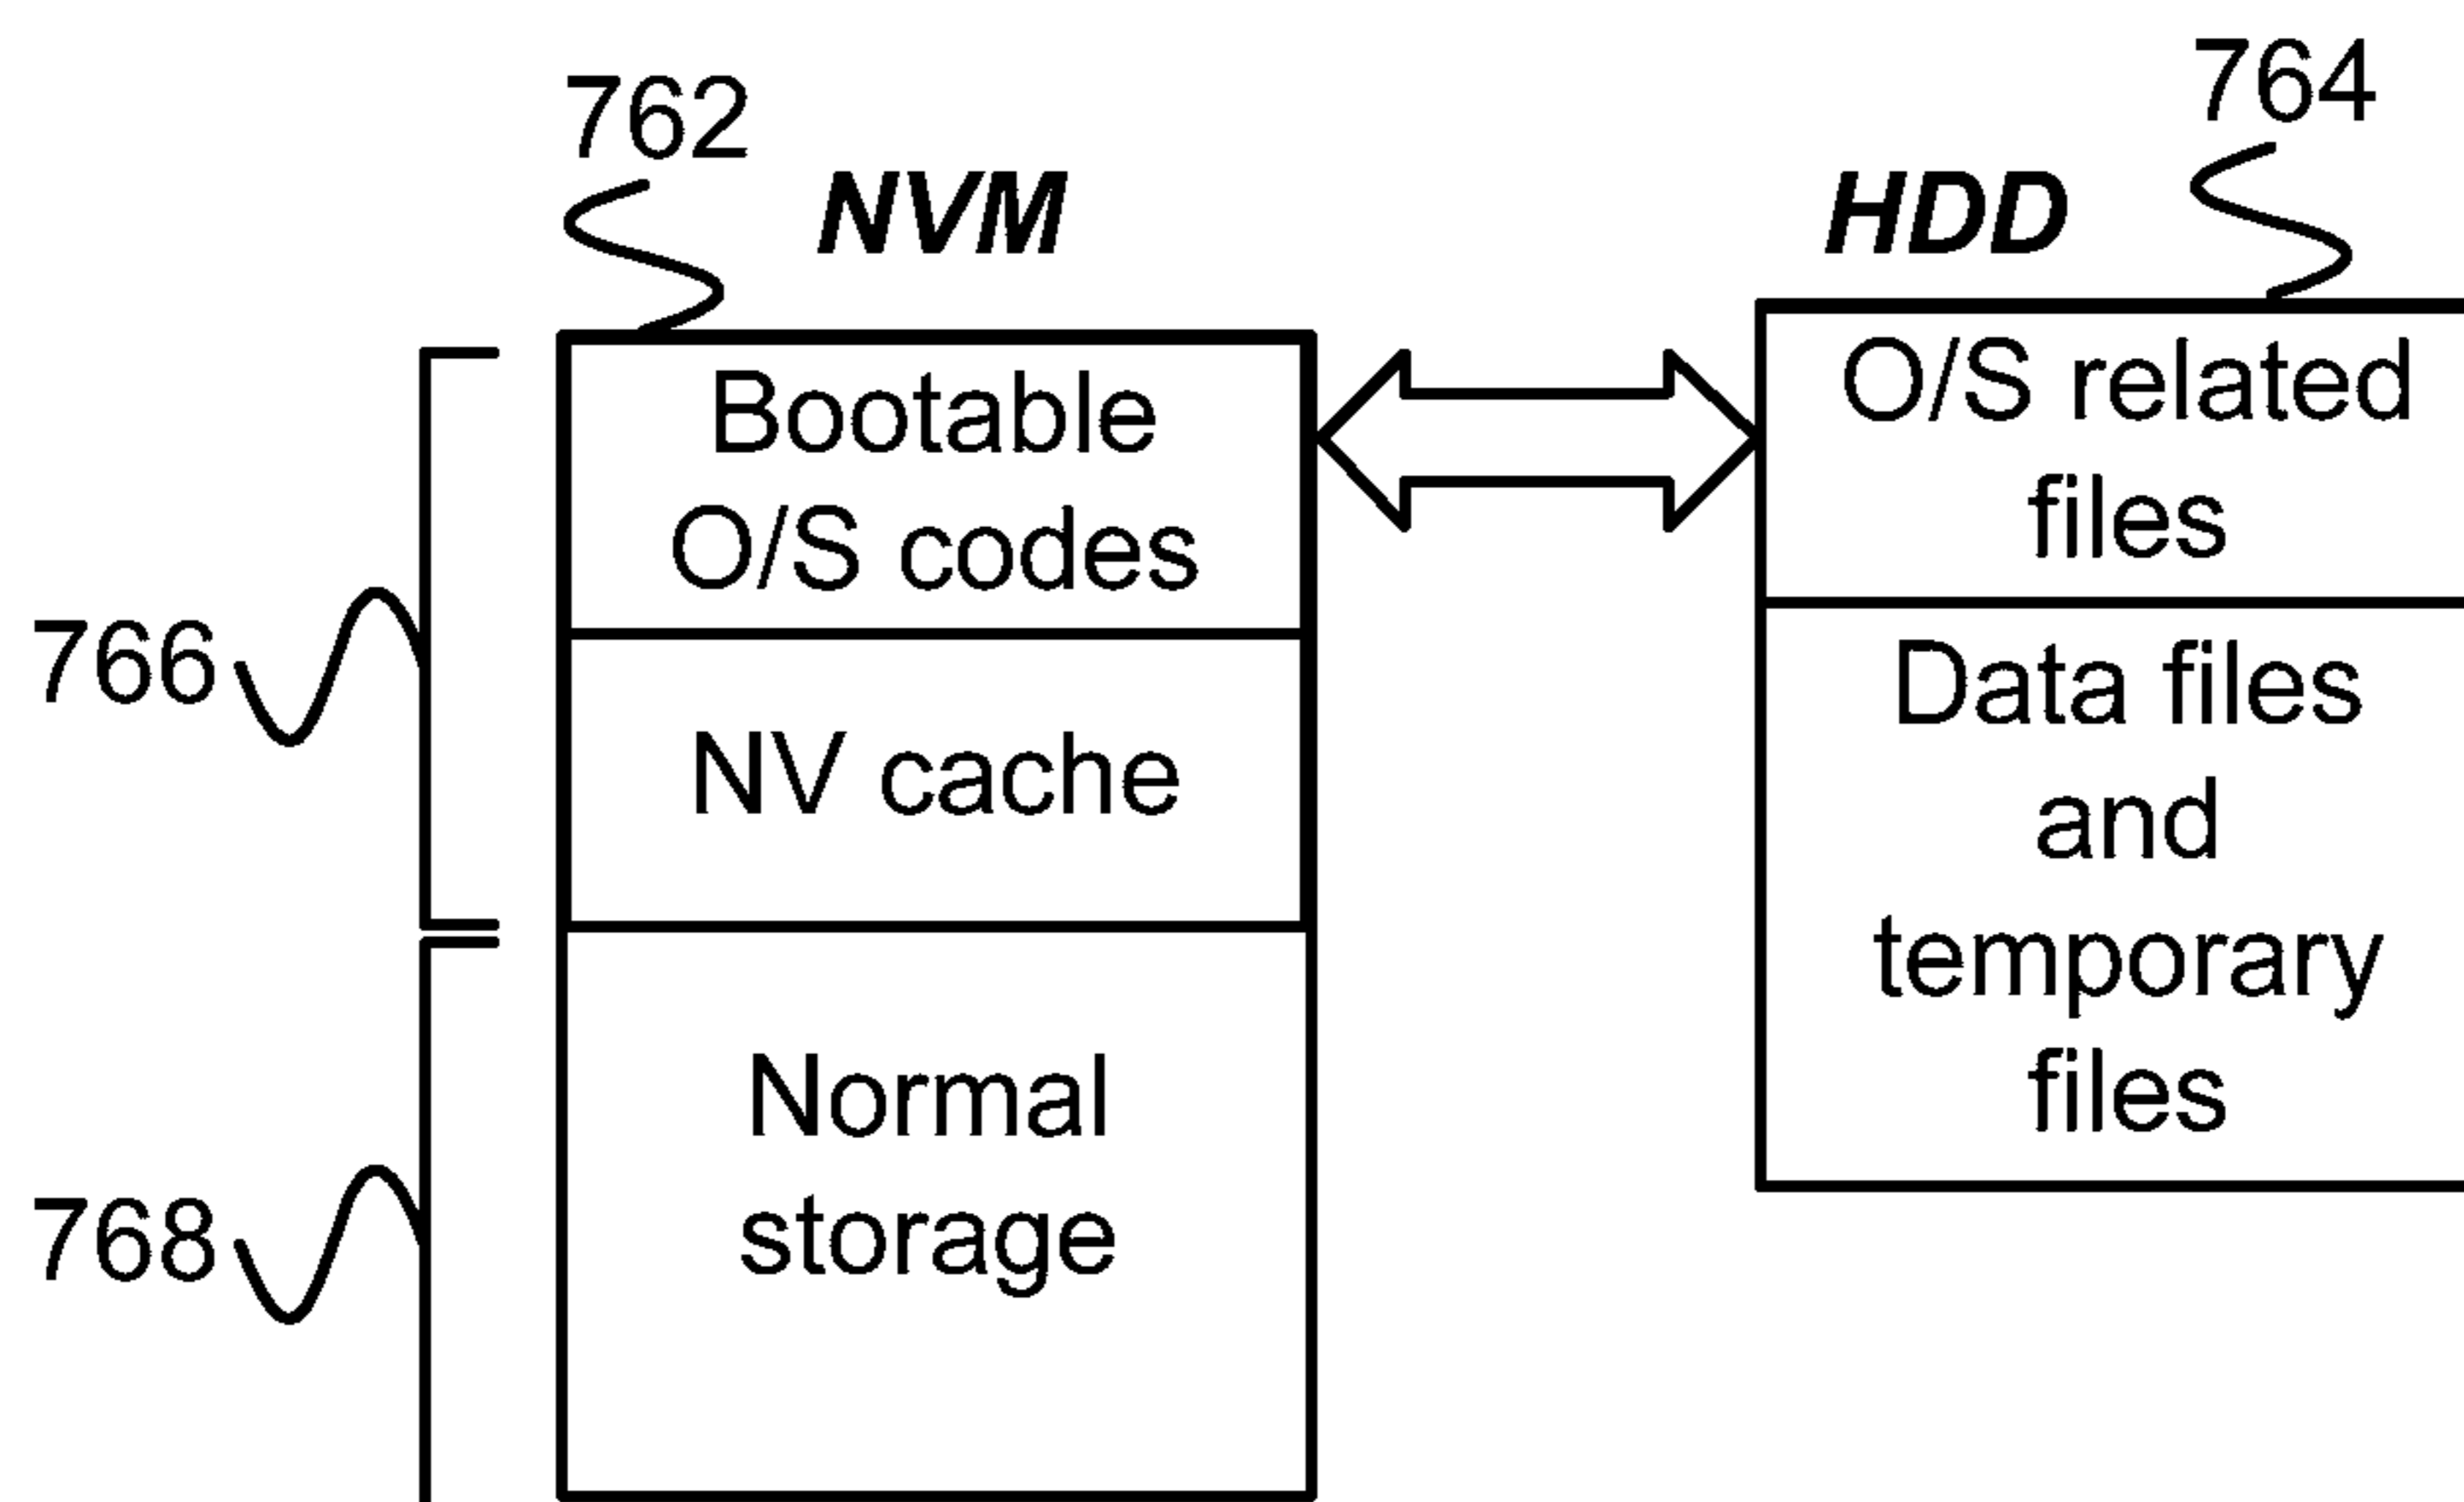 762
NVM
Bootable
O/S codes
NV cache
Normal
storage
766
768
764
HDD
O/S related
files
Data files
and
temporary
files